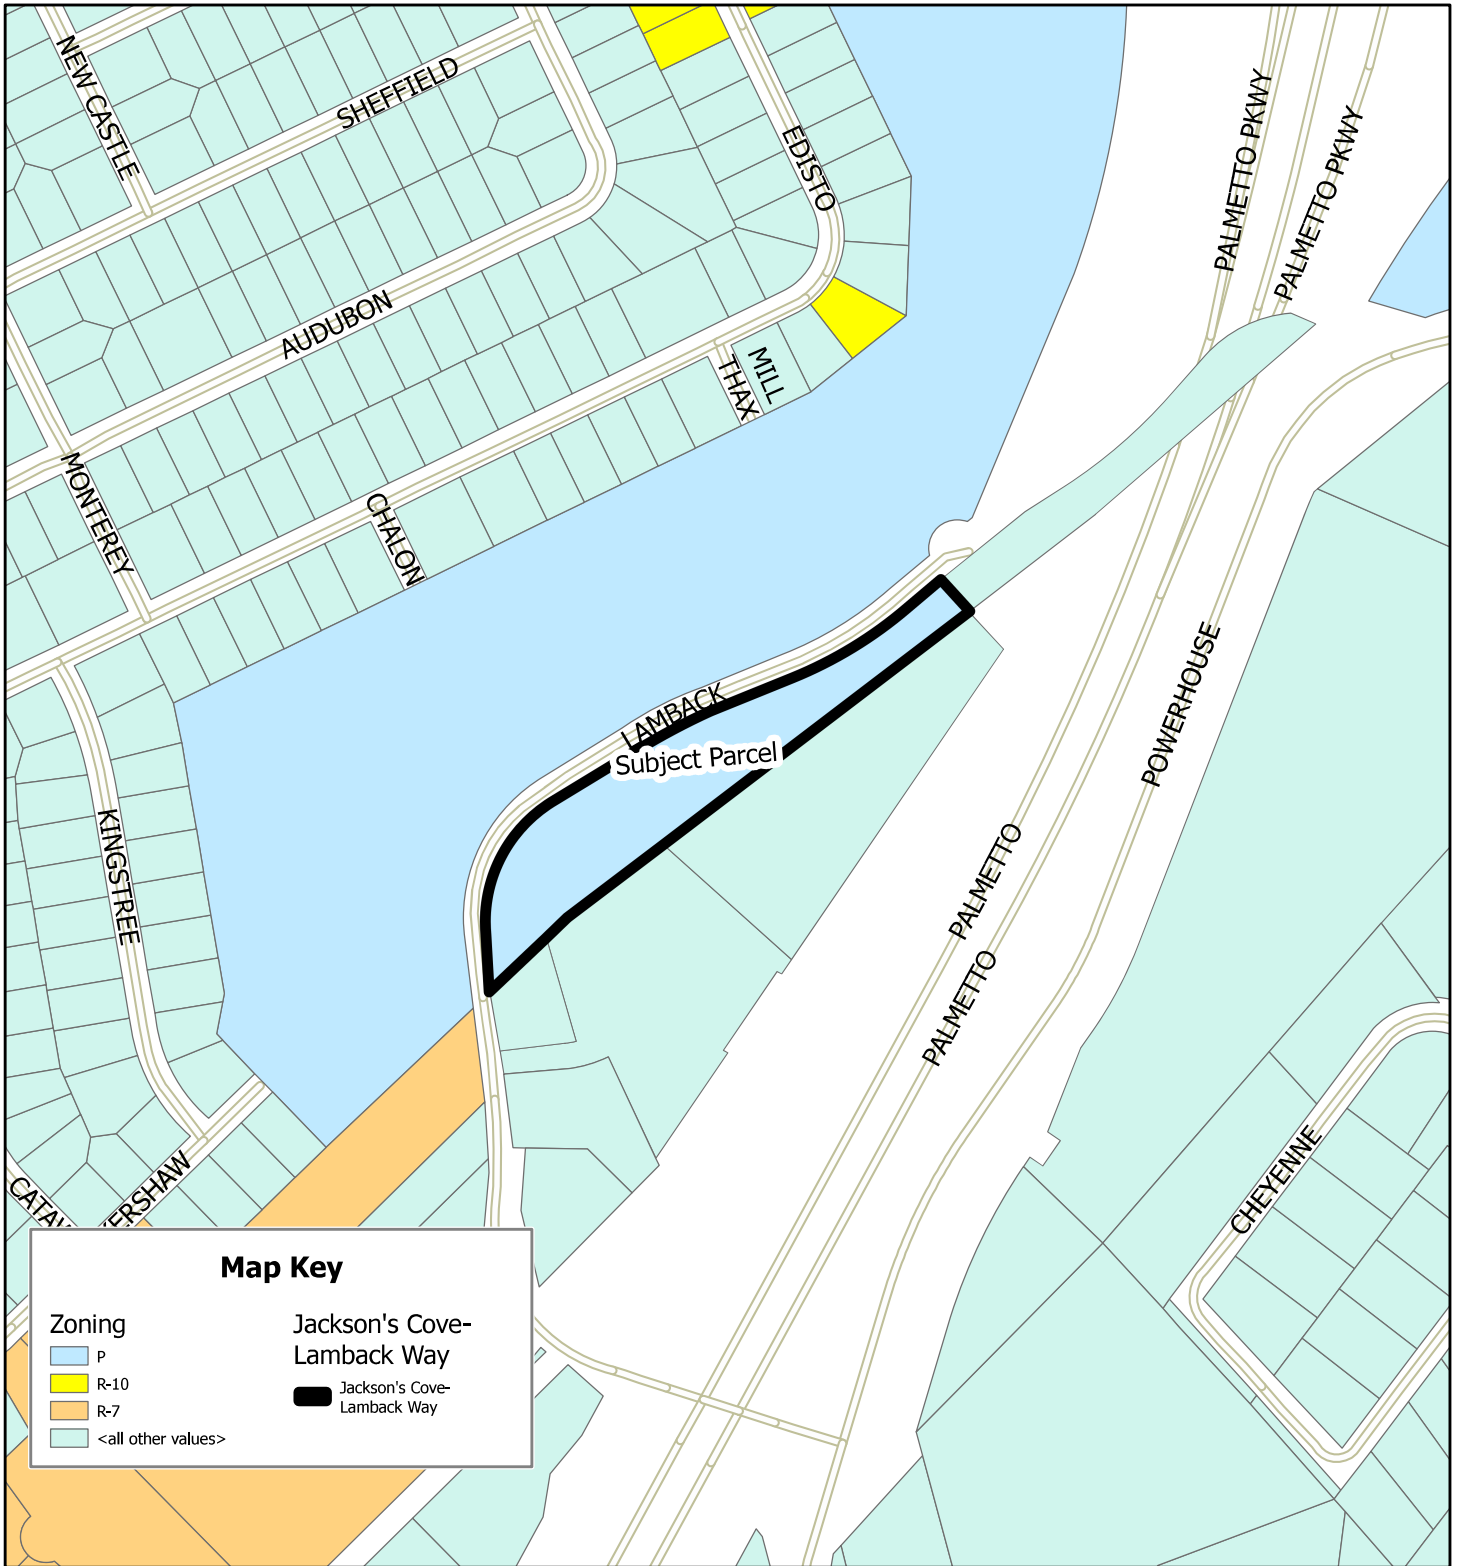 NEW CASTLE
SHEFFIELD
EDISTO
PALMETTO PKWY
PALMETTO PKWY
AUDUBON
MILL
THAX
MONTEREY
CHALON
POWERHOUSE
LAMBACK
Subject Parcel
KINGSTREE
PALMETTO
PALMETTO
CHEYENNE
KERSHAW
Map Key
Zoning
P
R-10
R-7
<all other values>
Jackson's Cove-
Lamback Way
Jackson's Cove-
Lamback Way